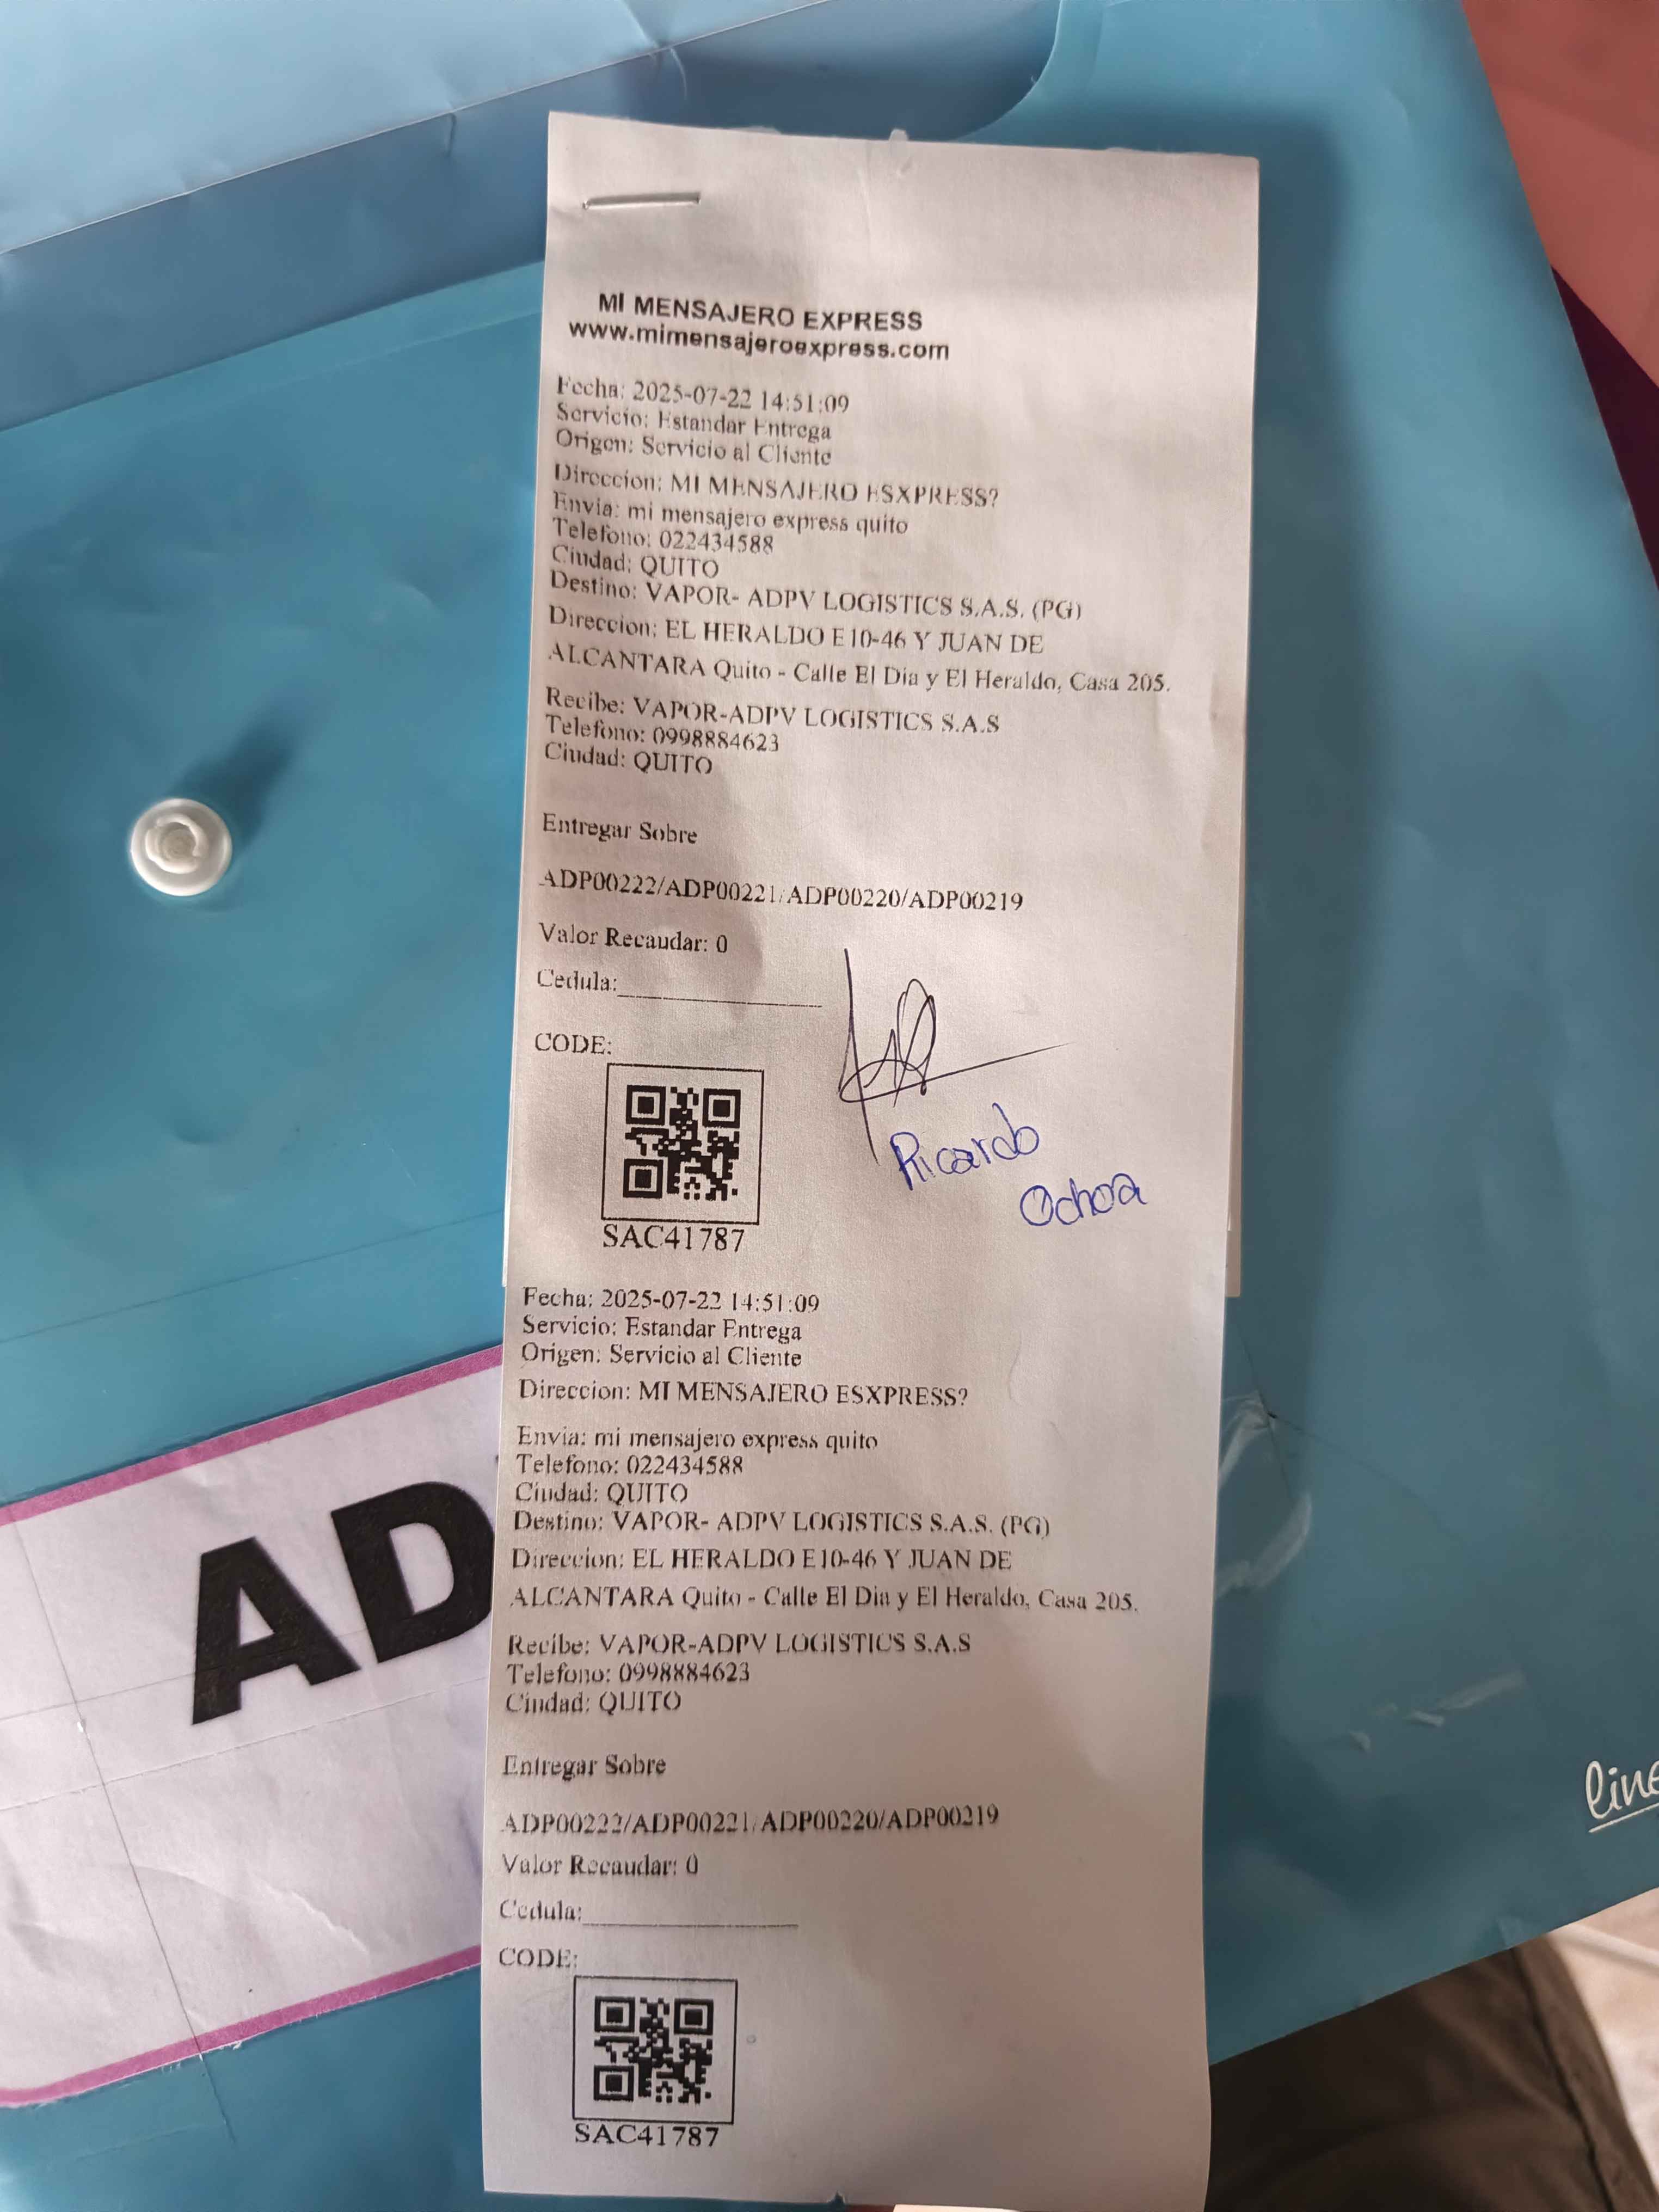 MI MENSAJERO EXPRESS
www.mimensajeroexpress.com
Fecha: 2025-07-22 14:51:09
Servicio: Estandar Entrega
Origen: Servicio al Cliente
Direccion: MI MENSAJERO ESXPRESS?
Envia: mi mensajero express quito
Telefono: 022434588
Ciudad: QUITO
Destino: VAPOR- ADPV LOGISTICS S.A.S. (PG)
Direccion: EL HERALDO E10-46 Y JUAN DE
ALCANTARA Quito - Calle El Dia y El Heraldo, Casa 205.
Recibe: VAPOR-ADPV LOGISTICS S.A.S
Telefono: 0998884623
Ciudad: QUITO
Entregar Sobre
ADP00222/ADP00221/ADP00220/ADP00219
Valor Recaudar: 0
Cedula:
CODE:
Ricardo
Ochoa
SAC41787
Fecha: 2025-07-22 14:51:09
Servicio: Estandar Entrega
Origen: Servicio al Cliente
Direccion: MI MENSAJERO ESXPRESS?
Envia: mi mensajero express quito
Telefono: 022434588
Ciudad: QUITO
Destino: VAPOR- ADPV LOGISTICS S.A.S. (PG)
Direccion: EL HERALDO E10-46 Y JUAN DE
ALCANTARA Quito - Calle El Dia y El Heraldo, Casa 205.
Recibe: VAPOR-ADPV LOGISTICS S.A.S
Telefono: 0998884623
Ciudad: QUITO
Entregar Sobre
ADP00222/ADP00221/ADP00220/ADP00219
Valor Recaudar: 0
Cedula:
CODE:
SAC41787
AD
line